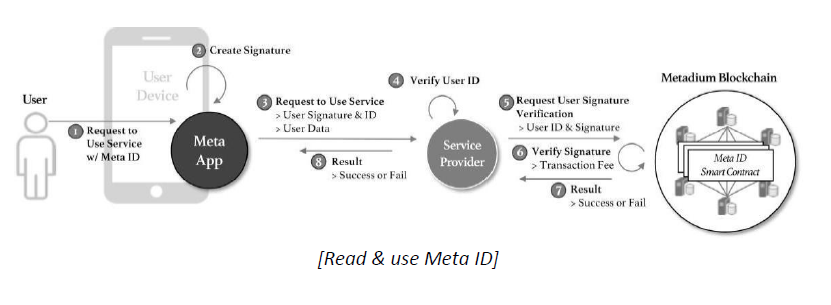 User
1 Request to
Use Service
w/ Meta ID
User
Device
2 Create Signature
Meta
App
3 Request to Use Service
> User Signature & ID
> User Data
8 Result
> Success or Fail
4 Verify User ID
Service
Provider
5 Request User Signature
Verification
> User ID & Signature
6 Verify Signature
> Transaction Fee
7 Result
> Success or Fail
Metadium Blockchain
Meta ID
Smart Contract
[Read & use Meta ID]